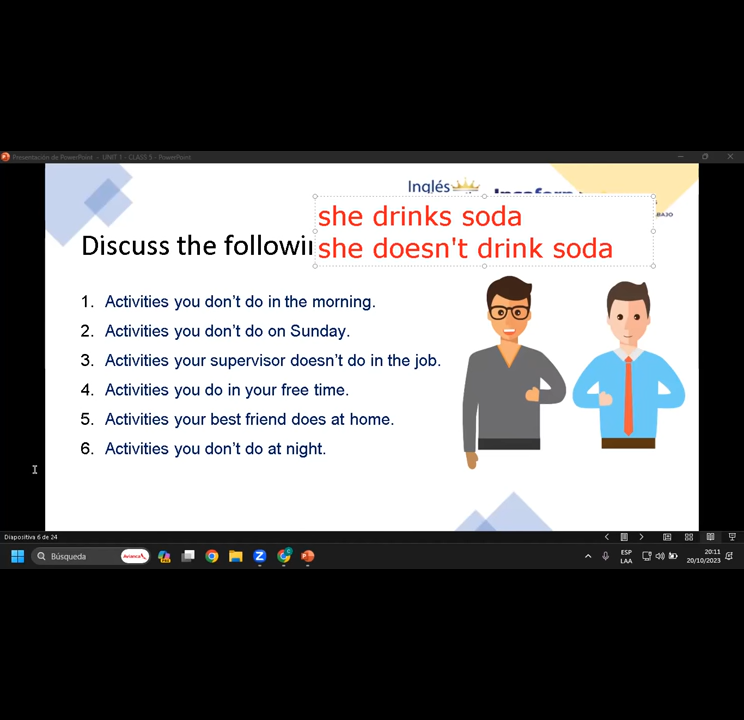 Presentación de PowerPoint - UNIT 1 - CLASS 5 - PowerPoint
Inglés
she drinks soda
BAJO
Discuss the followin
she doesn't drink soda
1. Activities you don't do in the morning.
2. Activities you don't do on Sunday.
3. Activities your supervisor doesn't do in the job.
4. Activities you do in your free time.
5. Activities your best friend does at home.
6. Activities you don't do at night.
Diapositiva 6 de 24
Búsqueda
ESP
LAA
20:11
20/10/2023